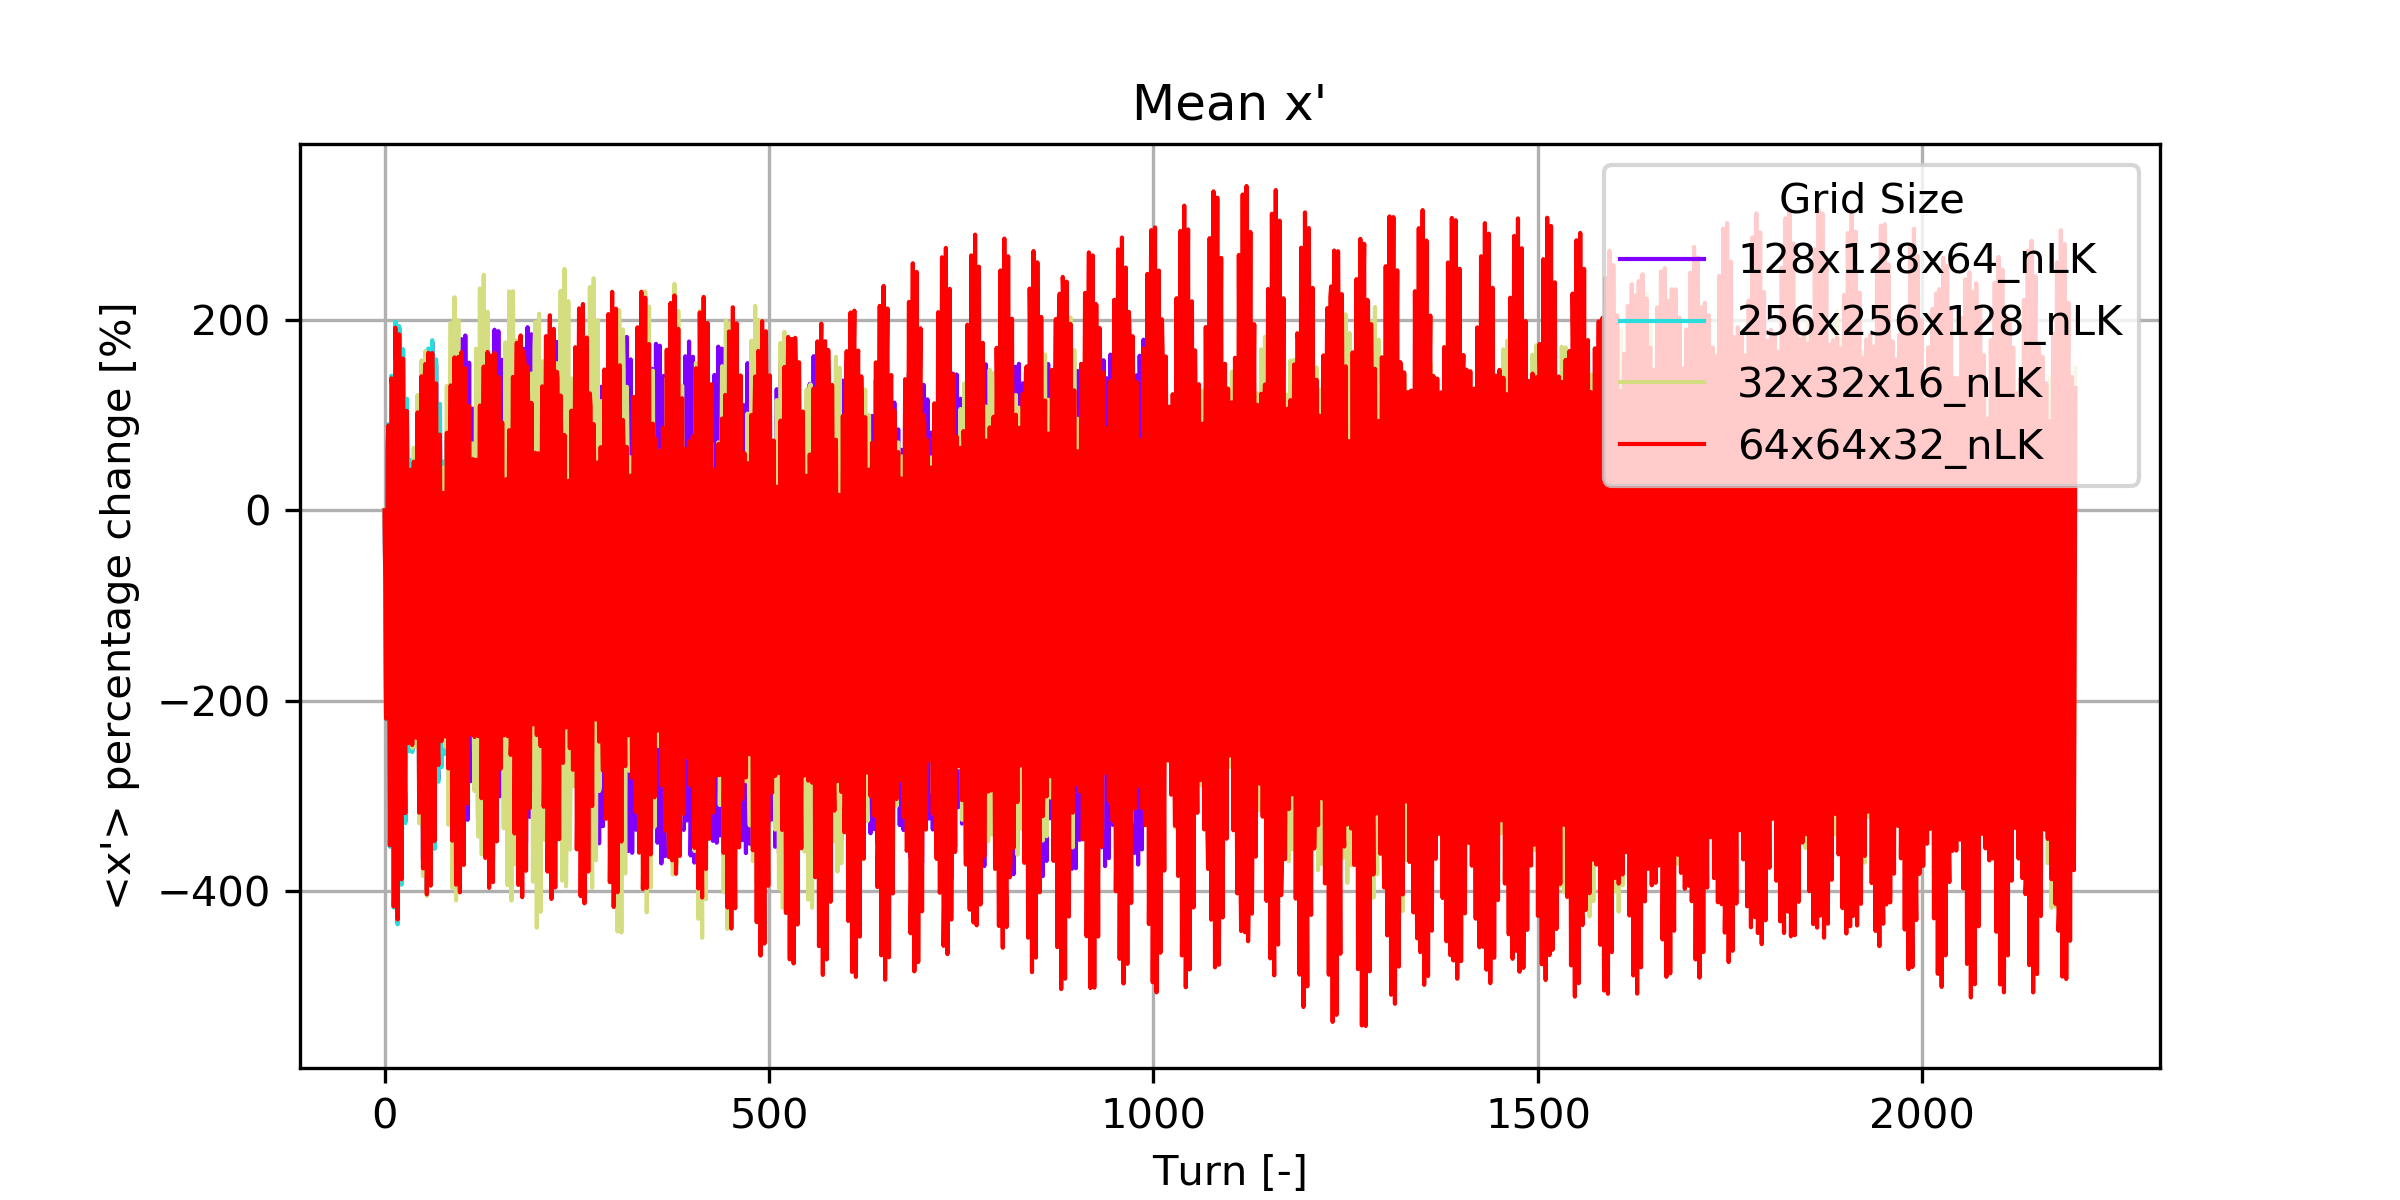 Mean x'
<x'> percentage change [%]
200
0
−200
−400
Grid Size
128x128x64_nLK
256x256x128_nLK
32x32x16_nLK
64x64x32_nLK
0
500
1000
1500
2000
Turn [-]